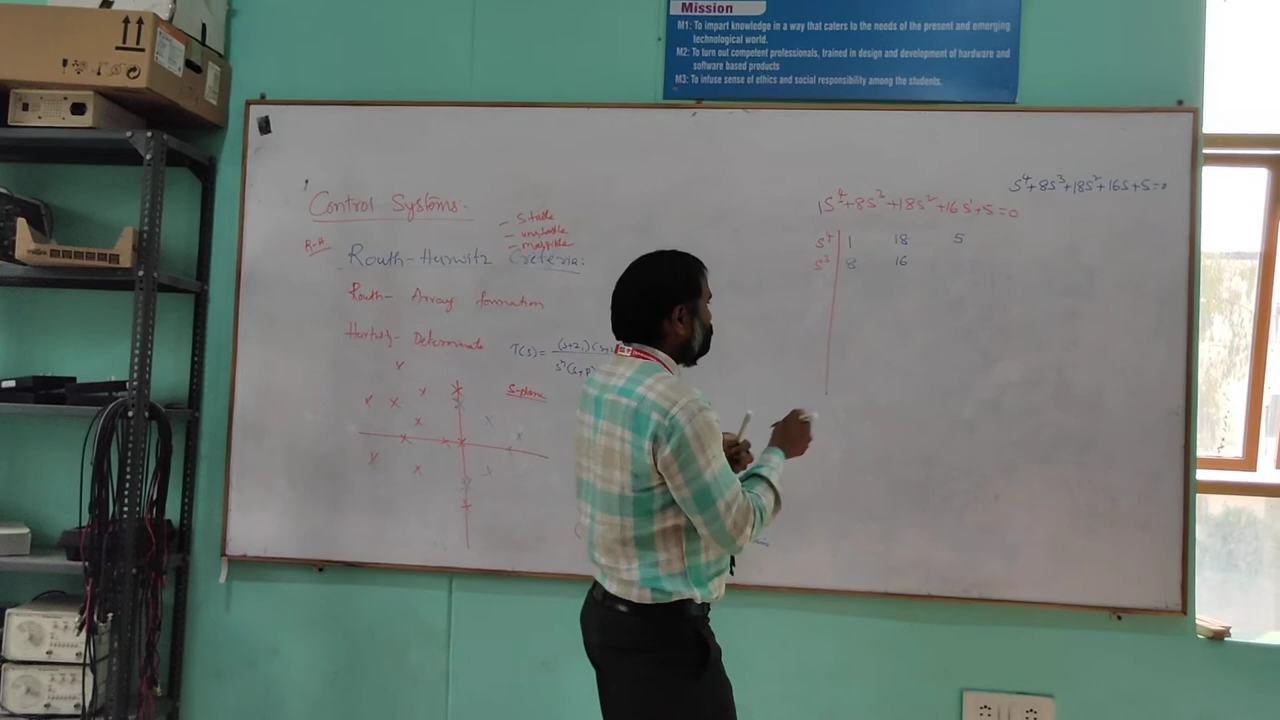 Mission
M1: To impart knowledge in a way that caters to the needs of the present and emerging
technological world.
M2: To turn out competent professionals, trained in design and development of hardware and
software based products
M3: To infuse sense of ethics and social responsibility among the students.
Control Systems.
- Stable
- unstable
R-H
Routh-Hurwitz Creteria:
Routh- Array formation
Hurwitz- Determinate
T(s) =
S-plane
S⁴+8S³+18S²+16S+5=0
1S⁴+8S³+18S²+16S¹+5=0
S⁴ 1 18 5
S³ 8 16